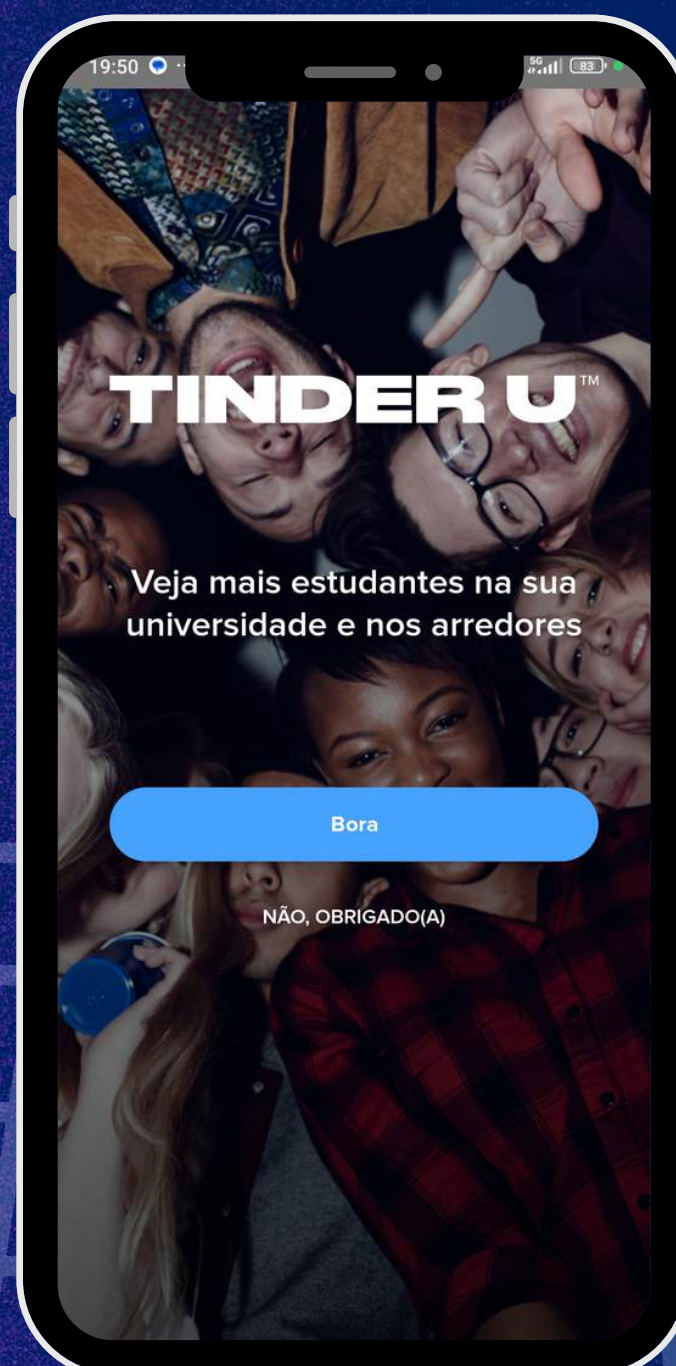 19:50
5G
83
TINDER U™
Veja mais estudantes na sua
universidade e nos arredores
Bora
NÃO, OBRIGADO(A)